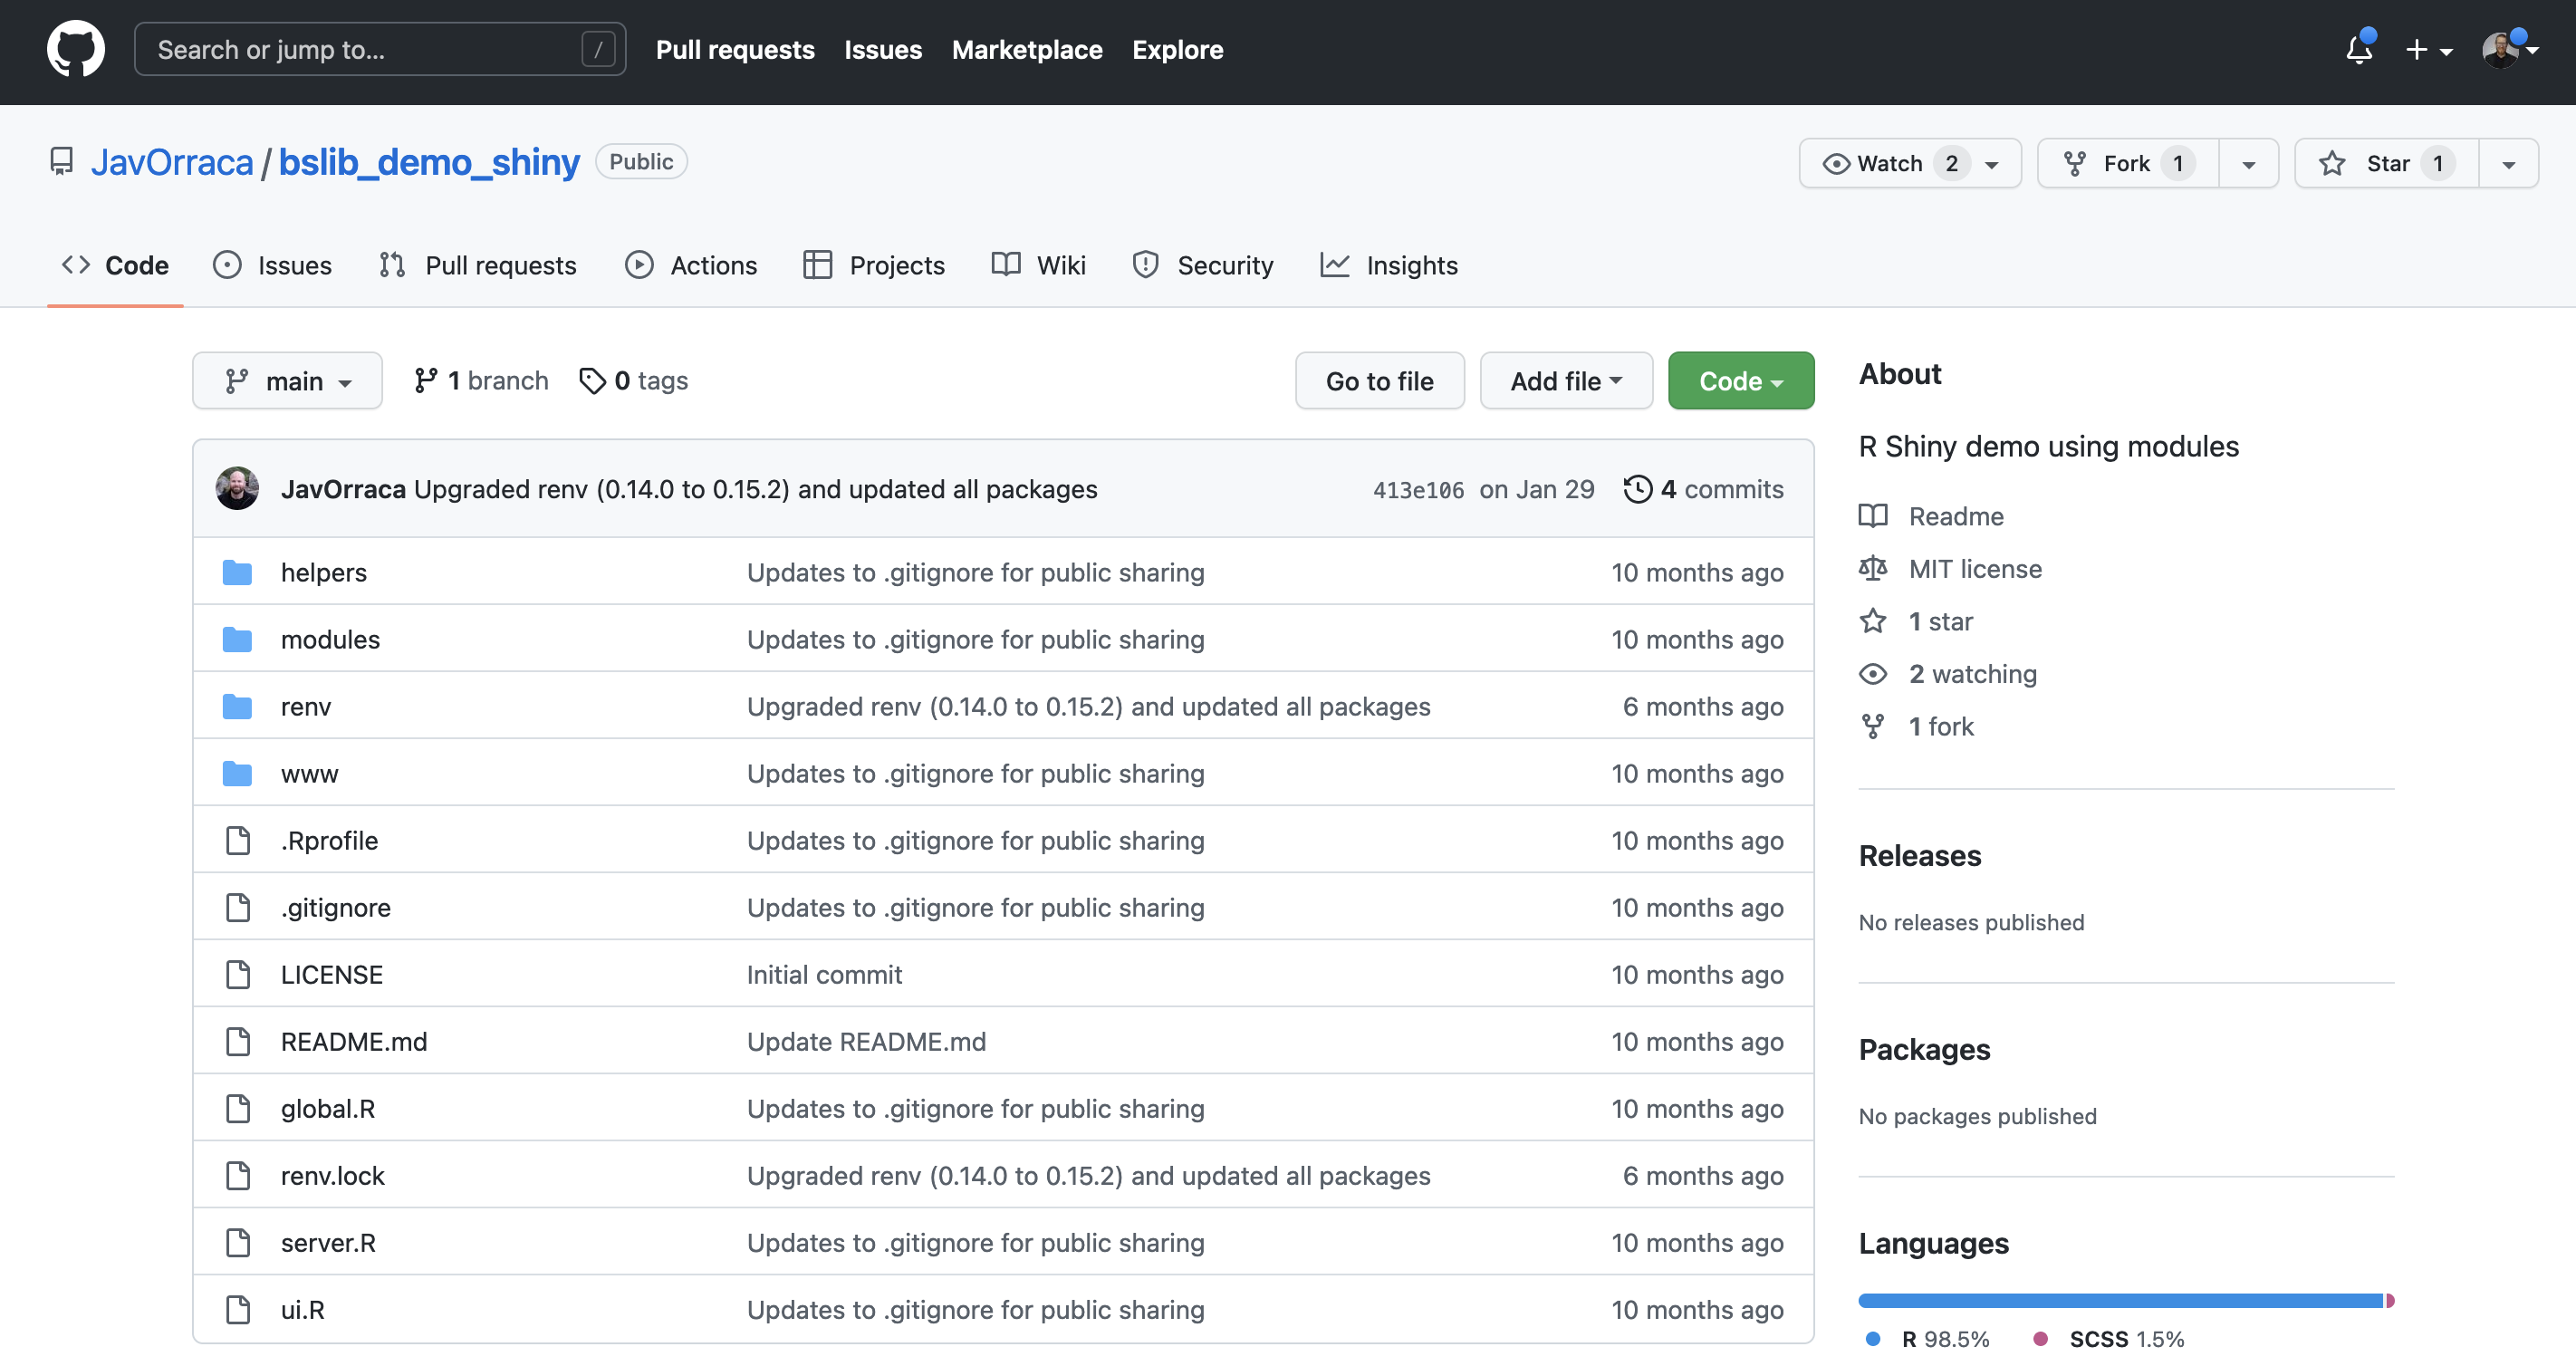 Search or jump to... / Pull requests Issues Marketplace Explore
JavOrraca / bslib_demo_shiny Public Watch 2 Fork 1 Star 1
Code Issues Pull requests Actions Projects Wiki Security Insights
main 1 branch 0 tags Go to file Add file Code
JavOrraca Upgraded renv (0.14.0 to 0.15.2) and updated all packages 413e106 on Jan 29 4 commits
helpers Updates to .gitignore for public sharing 10 months ago
modules Updates to .gitignore for public sharing 10 months ago
renv Upgraded renv (0.14.0 to 0.15.2) and updated all packages 6 months ago
www Updates to .gitignore for public sharing 10 months ago
.Rprofile Updates to .gitignore for public sharing 10 months ago
.gitignore Updates to .gitignore for public sharing 10 months ago
LICENSE Initial commit 10 months ago
README.md Update README.md 10 months ago
global.R Updates to .gitignore for public sharing 10 months ago
renv.lock Upgraded renv (0.14.0 to 0.15.2) and updated all packages 6 months ago
server.R Updates to .gitignore for public sharing 10 months ago
ui.R Updates to .gitignore for public sharing 10 months ago
About
R Shiny demo using modules
Readme
MIT license
1 star
2 watching
1 fork
Releases
No releases published
Packages
No packages published
Languages
R 98.5% SCSS 1.5%